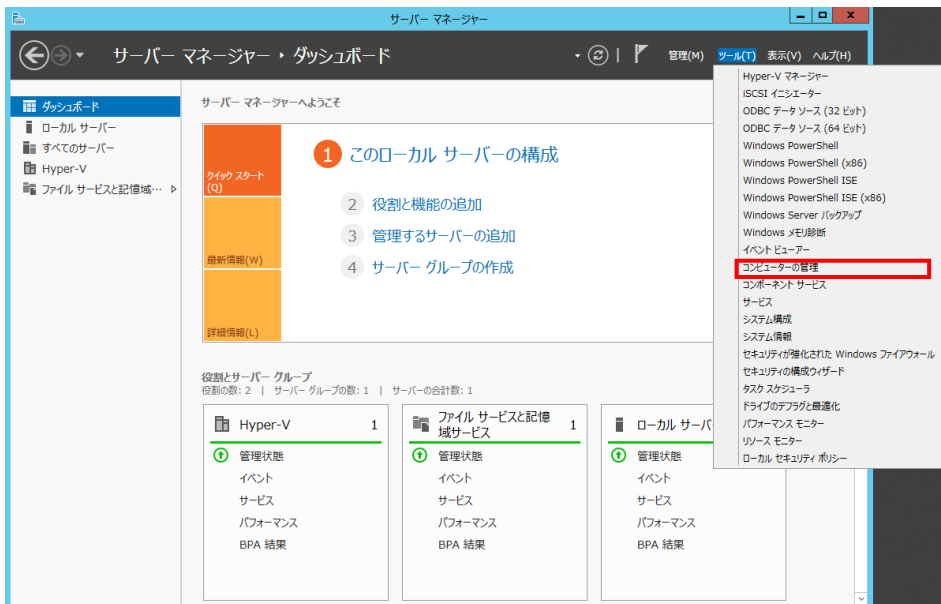 サーバー マネージャー
サーバー マネージャー ・ ダッシュボード
管理(M) ツール(T) 表示(V) ヘルプ(H)
ダッシュボード
ローカル サーバー
すべてのサーバー
Hyper-V
ファイル サービスと記憶域…
サーバー マネージャーへようこそ
クイック スタート
(Q)
最新情報(W)
詳細情報(L)
1 このローカル サーバーの構成
2 役割と機能の追加
3 管理するサーバーの追加
4 サーバー グループの作成
役割とサーバー グループ
役割の数: 2 | サーバー グループの数: 1 | サーバーの合計数: 1
Hyper-V 1
管理状態
イベント
サービス
パフォーマンス
BPA 結果
ファイル サービスと記憶
域サービス 1
管理状態
イベント
サービス
パフォーマンス
BPA 結果
ローカル サーバ
管理状態
イベント
サービス
パフォーマンス
BPA 結果
Hyper-V マネージャー
iSCSI イニシエーター
ODBC データ ソース (32 ビット)
ODBC データ ソース (64 ビット)
Windows PowerShell
Windows PowerShell (x86)
Windows PowerShell ISE
Windows PowerShell ISE (x86)
Windows Server バックアップ
Windows メモリ診断
イベント ビューアー
コンピューターの管理
コンポーネント サービス
サービス
システム構成
システム情報
セキュリティが強化された Windows ファイアウォール
セキュリティの構成ウィザード
タスク スケジューラ
ドライブのデフラグと最適化
パフォーマンス モニター
リソース モニター
ローカル セキュリティ ポリシー